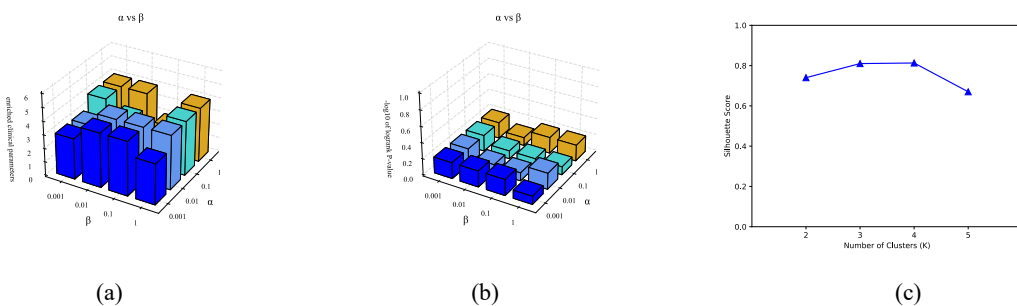 α vs β
enriched clinical parameters
6
5
4
3
2
1
0
0.001
0.01
0.1
1
β
0.001
0.01
0.1
1
α
(a)
α vs β
-log10 of logrank P-value
1.0
0.8
0.6
0.4
0.2
0.0
0.001
0.01
0.1
1
β
0.001
0.01
0.1
1
α
(b)
Silhouette Score
1.0
0.8
0.6
0.4
0.2
0.0
2 3 4 5
Number of Clusters (K)
(c)